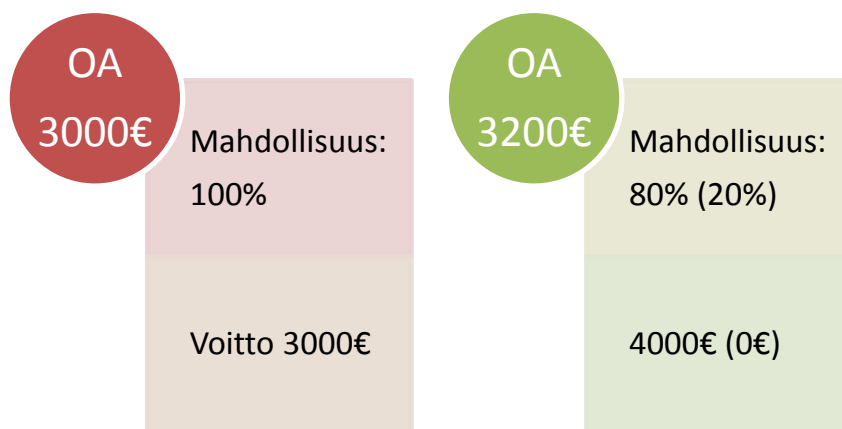 OA
3000€
Mahdollisuus:
100%
Voitto 3000€
OA
3200€
Mahdollisuus:
80% (20%)
4000€ (0€)